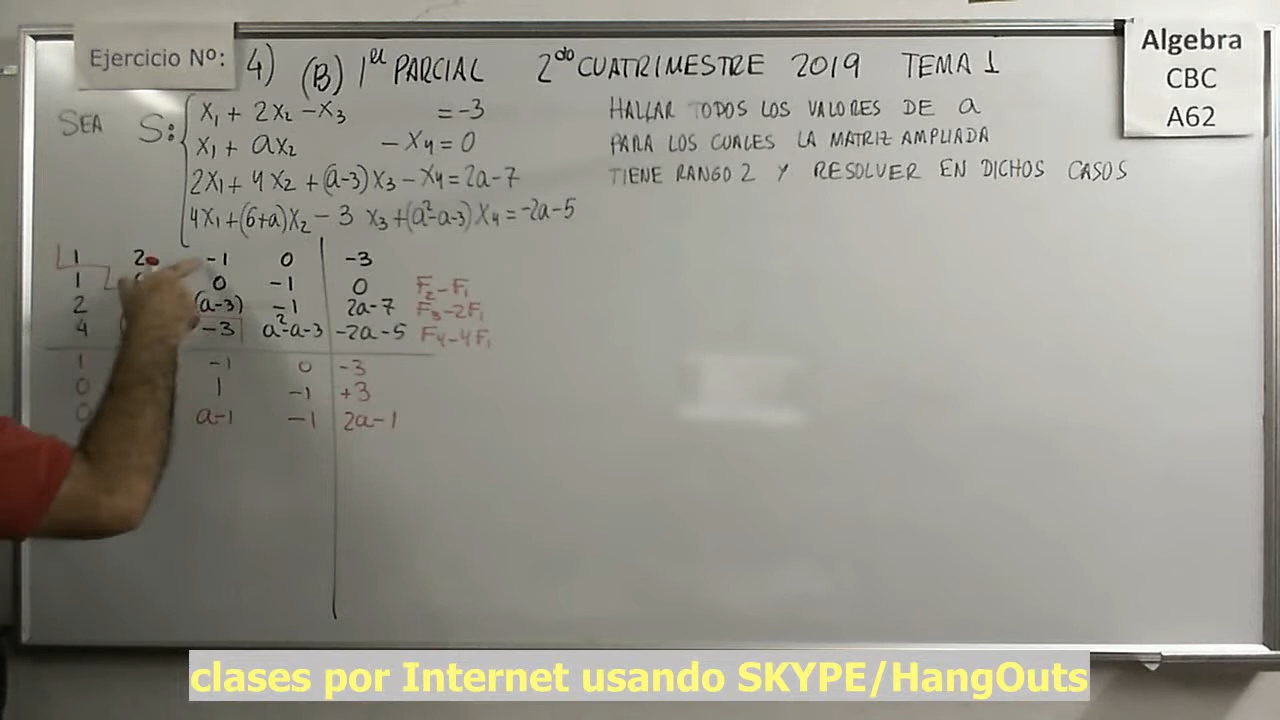 Ejercicio Nº: 4) (B) 1er PARCIAL 2do CUATRIMESTRE 2019 TEMA 1
Algebra
CBC
A62
SEA S: { x1 + 2x2 - x3 = -3
x1 + ax2 - x4 = 0
2x1 + 4x2 + (a-3)x3 - x4 = 2a-7
4x1 + (6+a)x2 - 3 x3 + (a²-a-3)x4 = -2a-5
HALLAR TODOS LOS VALORES DE a
PARA LOS CUALES LA MATRIZ AMPLIADA
TIENE RANGO 2 Y RESOLVER EN DICHOS CASOS
1 2 -1 0 | -3
1 0 -1 | 0 F2-F1
2 (a-3) -1 | 2a-7 F3-2F1
4 -3 a²-a-3 | -2a-5 F4-4F1
1 -1 0 | -3
0 1 -1 | +3
0 a-1 -1 | 2a-1
clases por Internet usando SKYPE/HangOuts